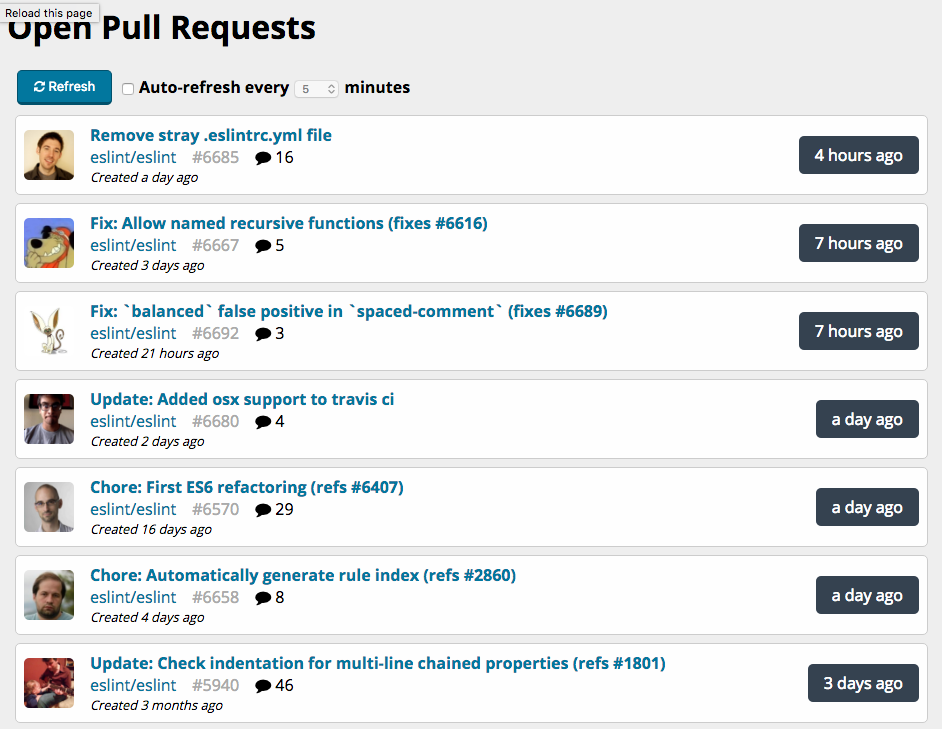 Reload this page
Open Pull Requests
Refresh Auto-refresh every 5 minutes
Remove stray .eslintrc.yml file
eslint/eslint #6685 16
Created a day ago
4 hours ago
Fix: Allow named recursive functions (fixes #6616)
eslint/eslint #6667 5
Created 3 days ago
7 hours ago
Fix: `balanced` false positive in `spaced-comment` (fixes #6689)
eslint/eslint #6692 3
Created 21 hours ago
7 hours ago
Update: Added osx support to travis ci
eslint/eslint #6680 4
Created 2 days ago
a day ago
Chore: First ES6 refactoring (refs #6407)
eslint/eslint #6570 29
Created 16 days ago
a day ago
Chore: Automatically generate rule index (refs #2860)
eslint/eslint #6658 8
Created 4 days ago
a day ago
Update: Check indentation for multi-line chained properties (refs #1801)
eslint/eslint #5940 46
Created 3 months ago
3 days ago